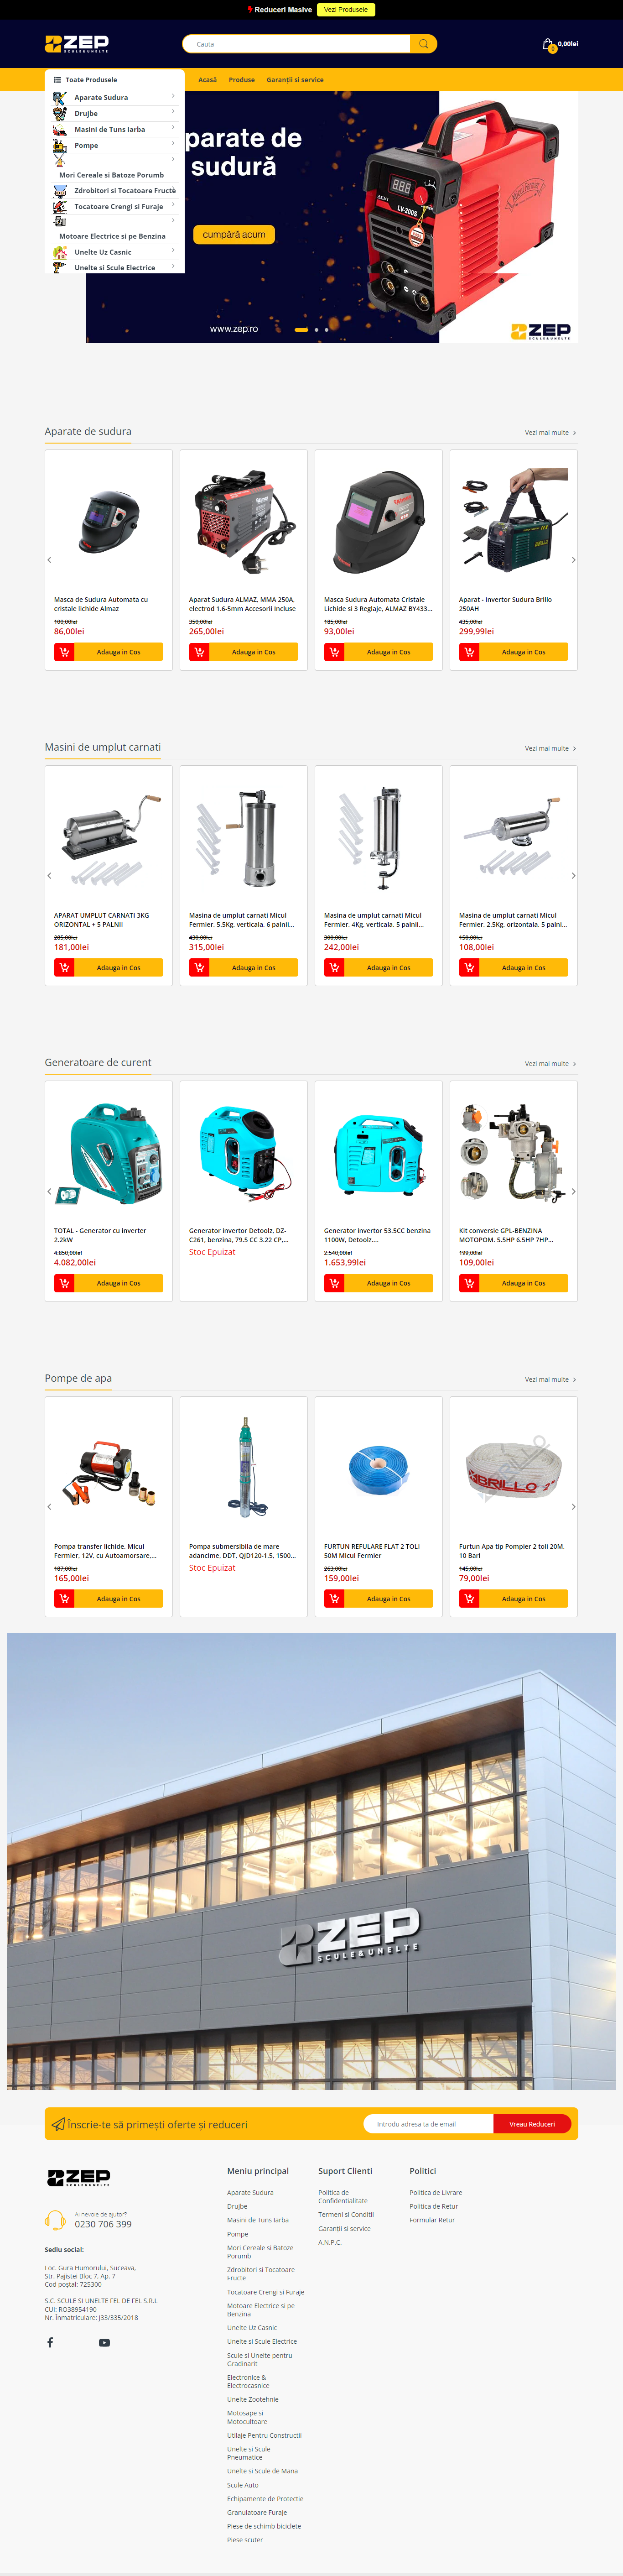 Reduceri Masive Vezi Produsele
ZEP
SCULE&UNELTE
Cauta
0
0,00lei
Toate Produsele
Acasă Produse Garanții si service
Aparate Sudura
Drujbe
Masini de Tuns Iarba
Pompe
Mori Cereale si Batoze Porumb
Zdrobitori si Tocatoare Fructe
Tocatoare Crengi si Furaje
Motoare Electrice si pe Benzina
Unelte Uz Casnic
Unelte si Scule Electrice
parate de
sudură
cumpără acum
www.zep.ro
LV-300S
Micul Fermier
ZEP
SCULE&UNELTE
Aparate de sudura
Vezi mai multe
Masca de Sudura Automata cu
cristale lichide Almaz
100,00lei
86,00lei
Adauga in Cos
Aparat Sudura ALMAZ, MMA 250A,
electrod 1.6-5mm Accesorii Incluse
350,00lei
265,00lei
Adauga in Cos
Masca Sudura Automata Cristale
Lichide si 3 Reglaje, ALMAZ BY433...
185,00lei
93,00lei
Adauga in Cos
Aparat - Invertor Sudura Brillo
250AH
435,00lei
299,99lei
Adauga in Cos
Masini de umplut carnati
Vezi mai multe
APARAT UMPLUT CARNATI 3KG
ORIZONTAL + 5 PALNII
285,00lei
181,00lei
Adauga in Cos
Masina de umplut carnati Micul
Fermier, 5.5Kg, verticala, 6 palnii...
430,00lei
315,00lei
Adauga in Cos
Masina de umplut carnati Micul
Fermier, 4Kg, verticala, 5 palnii...
300,00lei
242,00lei
Adauga in Cos
Masina de umplut carnati Micul
Fermier, 2.5Kg, orizontala, 5 palni...
150,00lei
108,00lei
Adauga in Cos
Generatoare de curent
Vezi mai multe
TOTAL - Generator cu inverter
2.2kW
4.850,00lei
4.082,00lei
Adauga in Cos
Generator invertor Detoolz, DZ-
C261, benzina, 79.5 CC 3.22 CP,...
Stoc Epuizat
Generator invertor 53.5CC benzina
1100W, Detoolz...
2.540,00lei
1.653,99lei
Adauga in Cos
Kit conversie GPL-BENZINA
MOTOPOM. 5.5HP 6.5HP 7HP...
199,00lei
109,00lei
Adauga in Cos
Pompe de apa
Vezi mai multe
Pompa transfer lichide, Micul
Fermier, 12V, cu Autoamorsare,...
187,00lei
165,00lei
Adauga in Cos
Pompa submersibila de mare
adancime, DDT, QJD120-1.5, 1500...
Stoc Epuizat
FURTUN REFULARE FLAT 2 TOLI
50M Micul Fermier
263,00lei
159,00lei
Adauga in Cos
BRILLO 2"
Furtun Apa tip Pompier 2 toli 20M,
10 Bari
145,00lei
79,00lei
Adauga in Cos
ZEP
SCULE&UNELTE
Înscrie-te să primești oferte și reduceri
Introdu adresa ta de email
Vreau Reduceri
ZEP
SCULE&UNELTE
Ai nevoie de ajutor?
0230 706 399
Sediu social:
Loc. Gura Humorului, Suceava,
Str. Pajistei Bloc 7, Ap. 7
Cod poștal: 725300
S.C. SCULE SI UNELTE FEL DE FEL S.R.L
CUI: RO38954190
Nr. Înmatriculare: J33/335/2018
Meniu principal
Aparate Sudura
Drujbe
Masini de Tuns Iarba
Pompe
Mori Cereale si Batoze
Porumb
Zdrobitori si Tocatoare
Fructe
Tocatoare Crengi si Furaje
Motoare Electrice si pe
Benzina
Unelte Uz Casnic
Unelte si Scule Electrice
Scule si Unelte pentru
Gradinarit
Electronice &
Electrocasnice
Unelte Zootehnie
Motosape si
Motocultoare
Utilaje Pentru Constructii
Unelte si Scule
Pneumatice
Unelte si Scule de Mana
Scule Auto
Echipamente de Protectie
Granulatoare Furaje
Piese de schimb biciclete
Piese scuter
Suport Clienti
Politica de
Confidentialitate
Termeni si Conditii
Garanții si service
A.N.P.C.
Politici
Politica de Livrare
Politica de Retur
Formular Retur